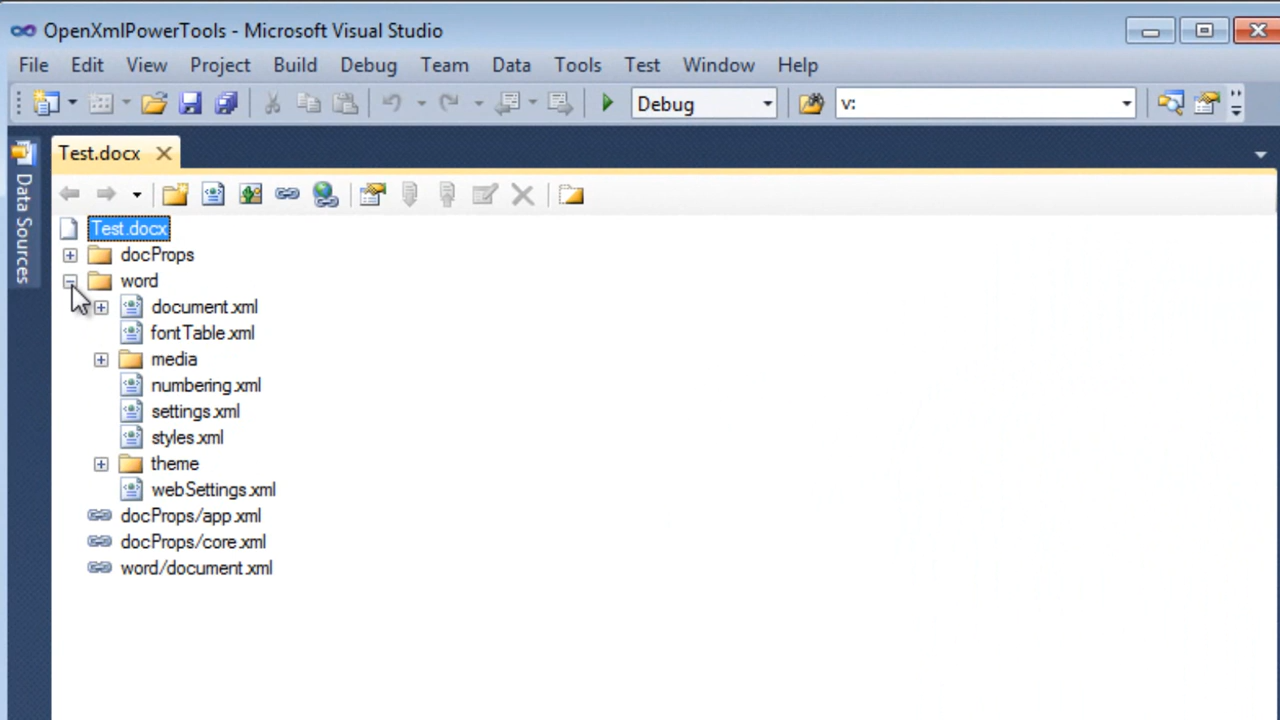 OpenXmlPowerTools - Microsoft Visual Studio
File Edit View Project Build Debug Team Data Tools Test Window Help
Debug v:
Test.docx
Data Sources
Test.docx
docProps
word
document.xml
fontTable.xml
media
numbering.xml
settings.xml
styles.xml
theme
webSettings.xml
docProps/app.xml
docProps/core.xml
word/document.xml